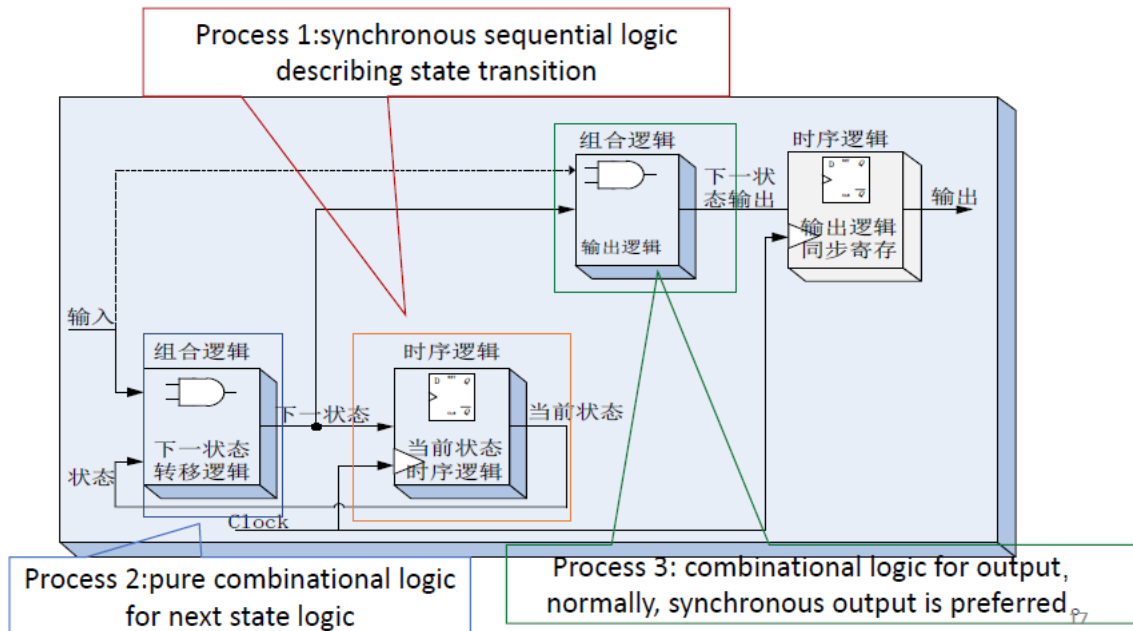 Process 1:synchronous sequential logic
describing state transition
组合逻辑
输出逻辑
下一状
态输出
时序逻辑
D
Q
Q
输出逻辑
同步寄存
输出
输入
组合逻辑
下一状态
转移逻辑
状态
下一状态
时序逻辑
D
Q
Q
当前状态
时序逻辑
当前状态
Clock
Process 2:pure combinational logic
for next state logic
Process 3: combinational logic for output,
normally, synchronous output is preferred。
17